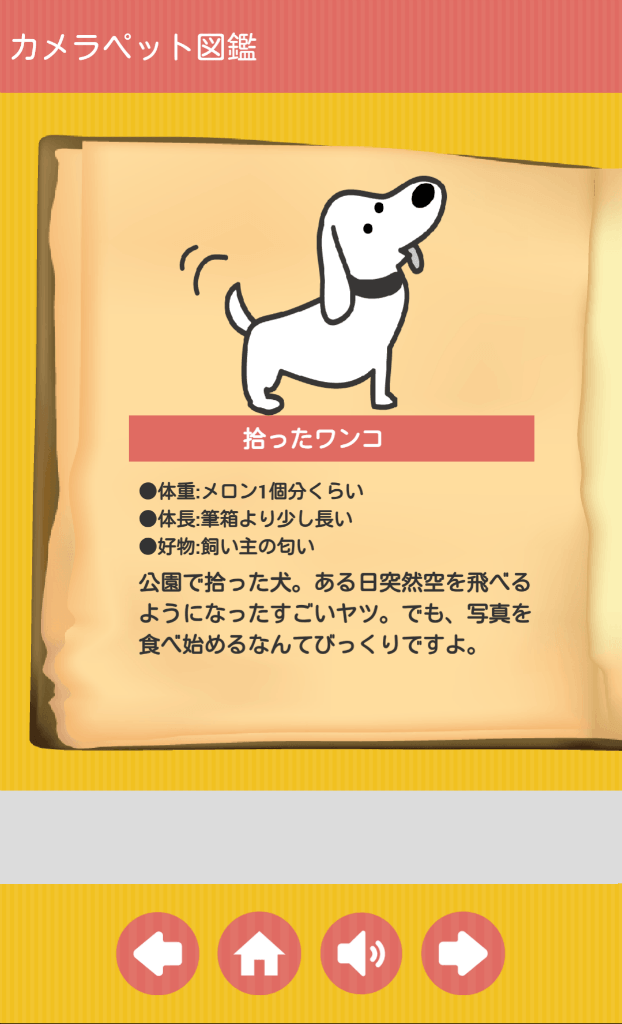 カメラペット図鑑
拾ったワンコ
●体重:メロン1個分くらい
●体長:筆箱より少し長い
●好物:飼い主の匂い
公園で拾った犬。ある日突然空を飛べる
ようになったすごいヤツ。でも、写真を
食べ始めるなんてびっくりですよ。